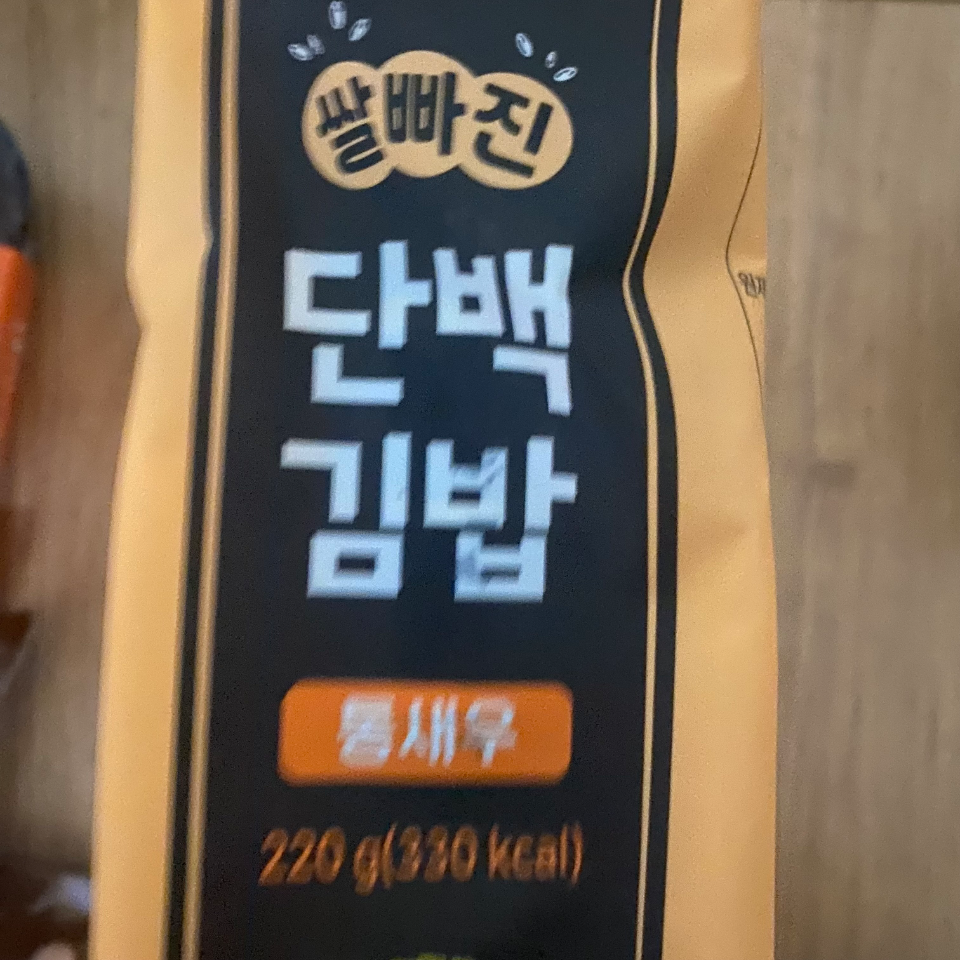 쌀빠진
단백
김밥
통새우
220 g(330 kcal)